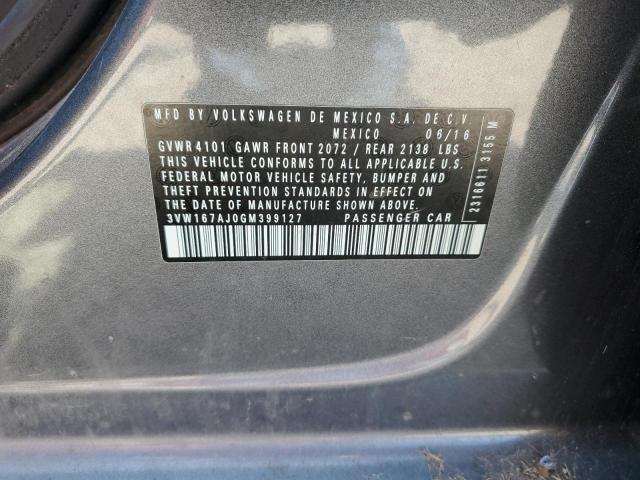 MFD BY VOLKSWAGEN DE MEXICO S.A. DE C.V.
MEXICO 06/16
GVWR 4101 GAWR FRONT 2072 / REAR 2138 LBS
THIS VEHICLE CONFORMS TO ALL APPLICABLE U.S.
FEDERAL MOTOR VEHICLE SAFETY, BUMPER AND
THEFT PREVENTION STANDARDS IN EFFECT ON
THE DATE OF MANUFACTURE SHOWN ABOVE.
3VW167AJ0GM399127 PASSENGER CAR
2316611 3155 M